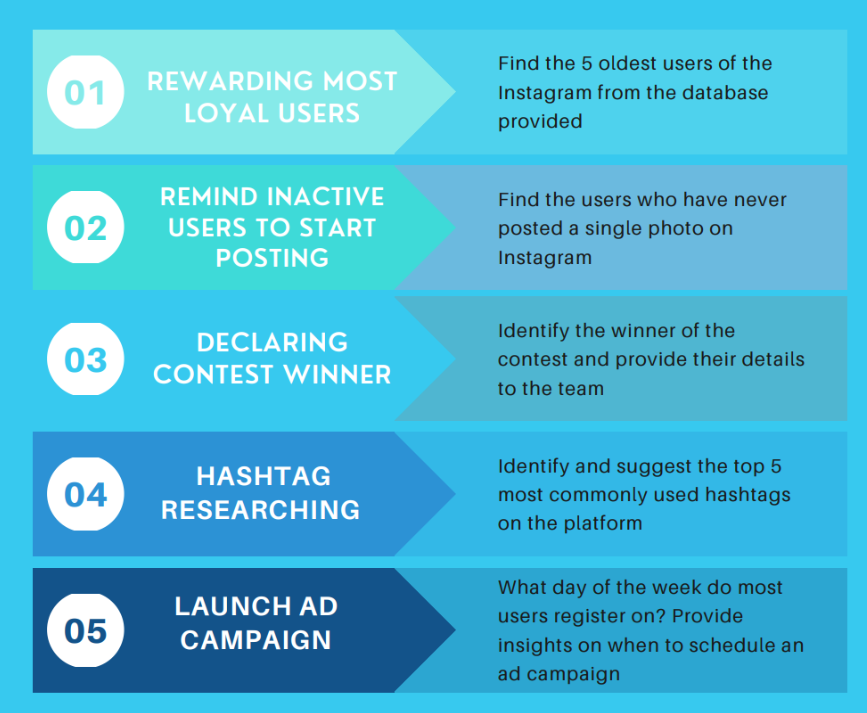 01
REWARDING MOST
LOYAL USERS
Find the 5 oldest users of the
Instagram from the database
provided
02
REMIND INACTIVE
USERS TO START
POSTING
Find the users who have never
posted a single photo on
Instagram
03
DECLARING
CONTEST WINNER
Identify the winner of the
contest and provide their details
to the team
04
HASHTAG
RESEARCHING
Identify and suggest the top 5
most commonly used hashtags
on the platform
05
LAUNCH AD
CAMPAIGN
What day of the week do most
users register on? Provide
insights on when to schedule an
ad campaign